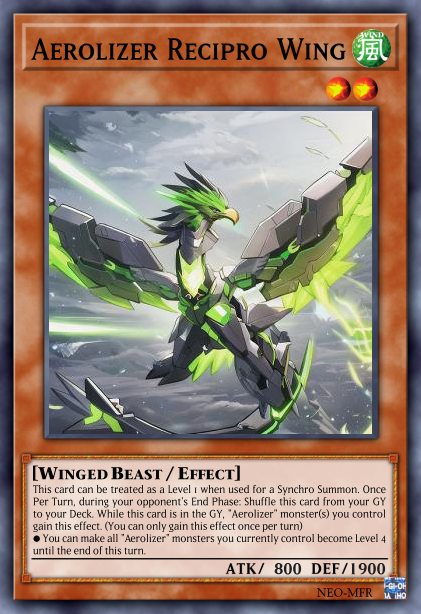 AEROLIZER RECIPRO WING
WIND
風
[WINGED BEAST / EFFECT]
This card can be treated as a Level 1 when used for a Synchro Summon. Once
Per Turn, during your opponent's End Phase: Shuffle this card from your GY
to your Deck. While this card is in the GY, "Aerolizer" monster(s) you control
gain this effect. (You can only gain this effect once per turn)
●You can make all "Aerolizer" monsters you currently control become Level 4
until the end of this turn.
ATK/ 800 DEF/1900
NEO-MFR